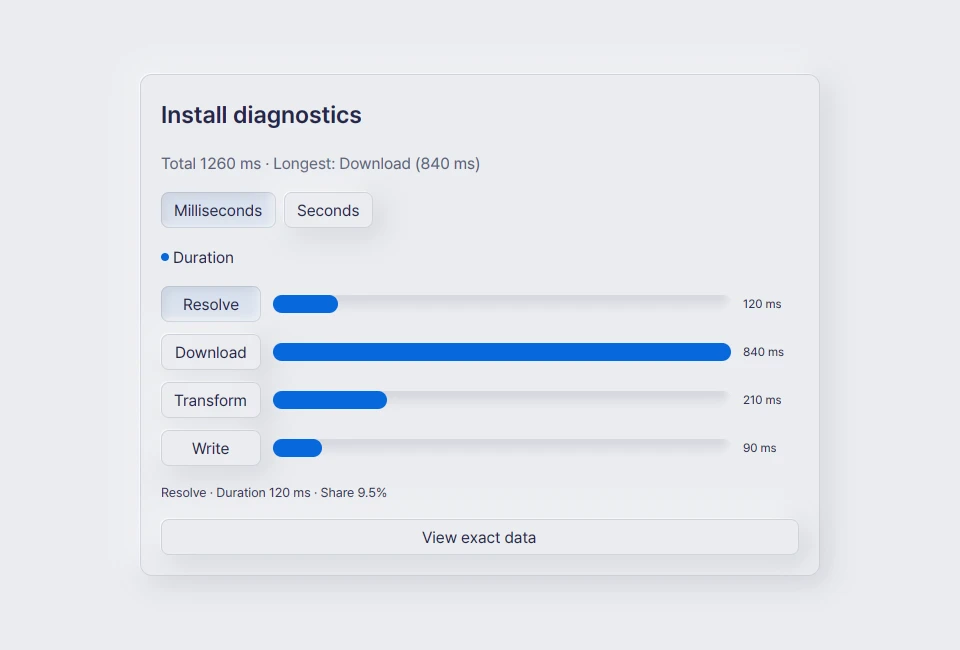 Install diagnostics
Total 1260 ms · Longest: Download (840 ms)
Milliseconds Seconds
Duration
Resolve 120 ms
Download 840 ms
Transform 210 ms
Write 90 ms
Resolve · Duration 120 ms · Share 9.5%
View exact data